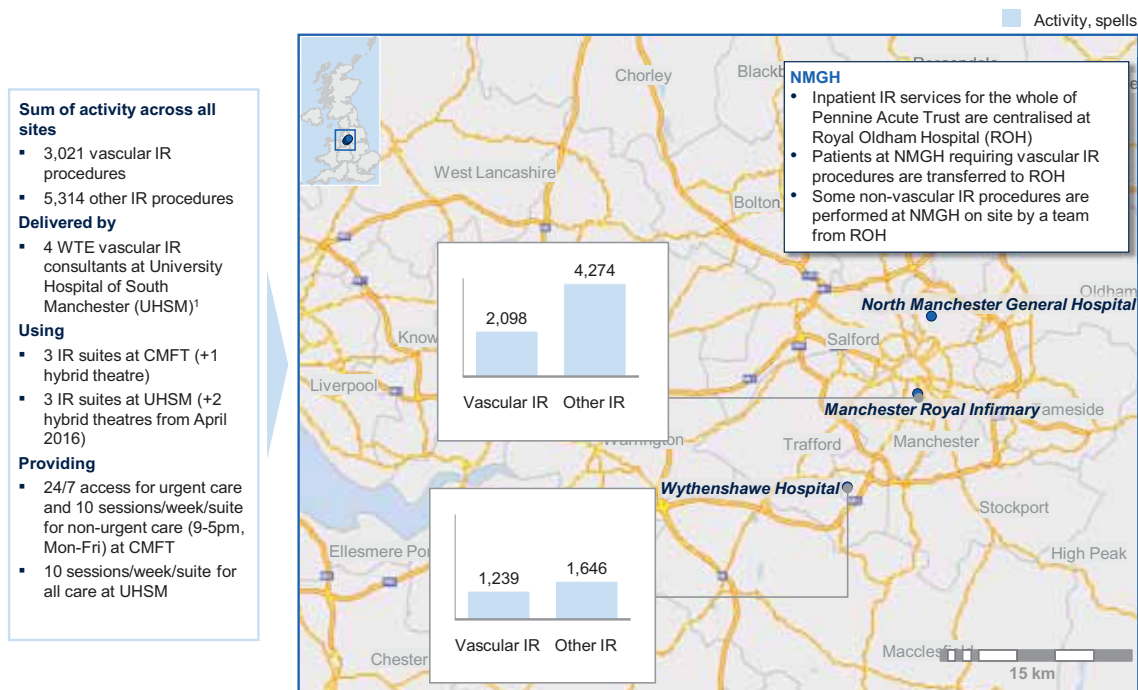 Activity, spells
Sum of activity across all
sites
▪ 3,021 vascular IR
procedures
▪ 5,314 other IR procedures
Delivered by
▪ 4 WTE vascular IR
consultants at University
Hospital of South
Manchester (UHSM)¹
Using
▪ 3 IR suites at CMFT (+1
hybrid theatre)
▪ 3 IR suites at UHSM (+2
hybrid theatres from April
2016)
Providing
▪ 24/7 access for urgent care
and 10 sessions/week/suite
for non-urgent care (9-5pm,
Mon-Fri) at CMFT
▪ 10 sessions/week/suite for
all care at UHSM
NMGH
• Inpatient IR services for the whole of
Pennine Acute Trust are centralised at
Royal Oldham Hospital (ROH)
• Patients at NMGH requiring vascular IR
procedures are transferred to ROH
• Some non-vascular IR procedures are
performed at NMGH on site by a team
from ROH
Chorley
Blackb
West Lancashire
Bolton
4,274
2,098
Vascular IR Other IR
Know
Liverpool
Oldham
North Manchester General Hospital
Salford
Manchester Royal Infirmary
Tameside
Warrington
Trafford
Manchester
Wythenshawe Hospital
Stockport
High Peak
Ellesmere Por
1,239
1,646
Vascular IR Other IR
Chester
Macclesfield
15 km